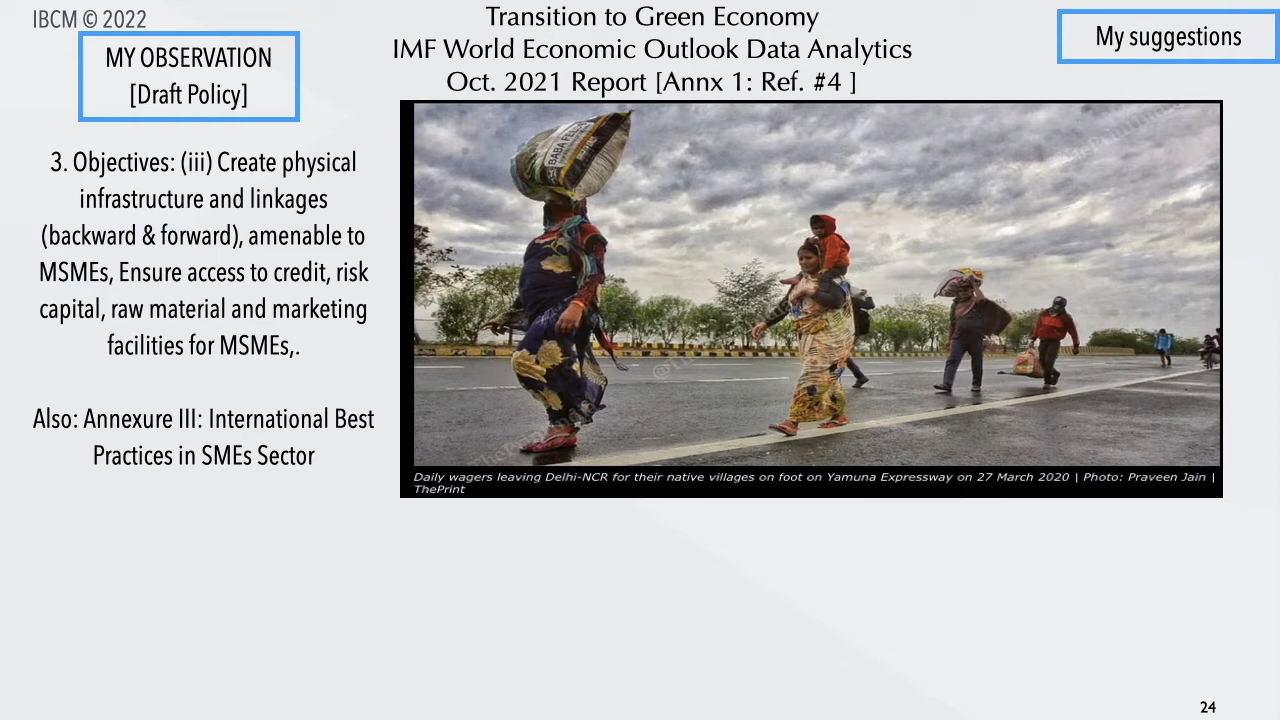 IBCM © 2022
Transition to Green Economy
IMF World Economic Outlook Data Analytics
Oct. 2021 Report [Annx 1: Ref. #4 ]
My suggestions
MY OBSERVATION
[Draft Policy]
3. Objectives: (iii) Create physical
infrastructure and linkages
(backward & forward), amenable to
MSMEs, Ensure access to credit, risk
capital, raw material and marketing
facilities for MSMEs,.
Also: Annexure III: International Best
Practices in SMEs Sector
BABA FEED
Daily wagers leaving Delhi-NCR for their native villages on foot on Yamuna Expressway on 27 March 2020 | Photo: Praveen Jain |
ThePrint
24